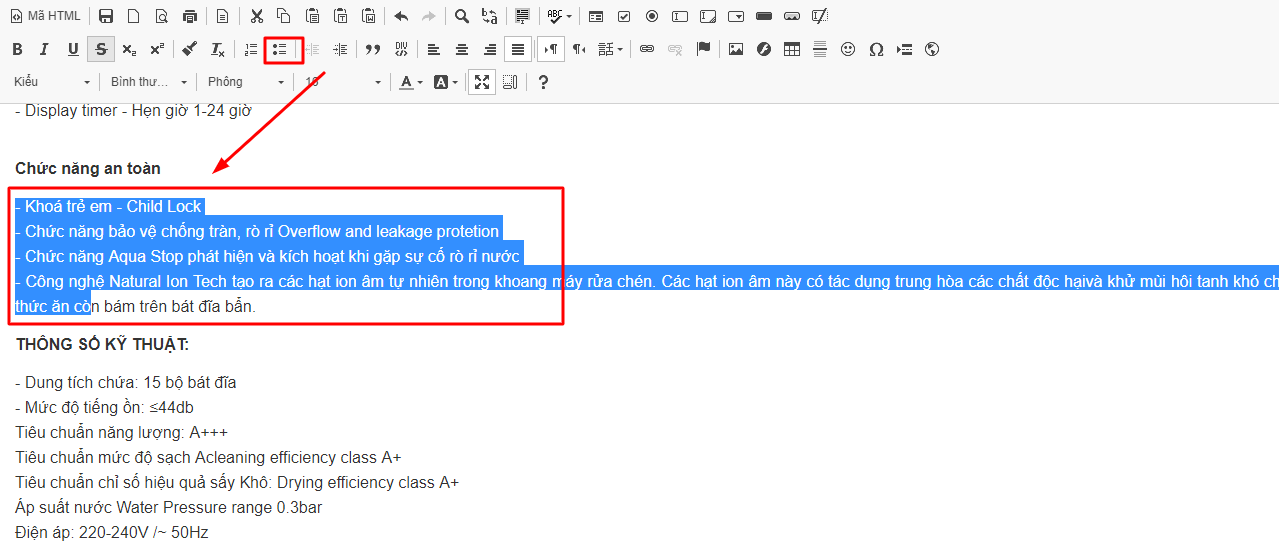 Mã HTML
Kiểu Bình thư... Phông 16
- Display timer - Hẹn giờ 1-24 giờ
Chức năng an toàn
- Khoá trẻ em - Child Lock
- Chức năng bảo vệ chống tràn, rò rỉ Overflow and leakage protetion
- Chức năng Aqua Stop phát hiện và kích hoạt khi gặp sự cố rò rỉ nước
- Công nghệ Natural Ion Tech tạo ra các hạt ion âm tự nhiên trong khoang máy rửa chén. Các hạt ion âm này có tác dụng trung hòa các chất độc hạivà khử mùi hôi tanh khó ch
thức ăn còn bám trên bát đĩa bẩn.
THÔNG SỐ KỸ THUẬT:
- Dung tích chứa: 15 bộ bát đĩa
- Mức độ tiếng ồn: ≤44db
Tiêu chuẩn năng lượng: A+++
Tiêu chuẩn mức độ sạch Acleaning efficiency class A+
Tiêu chuẩn chỉ số hiệu quả sấy Khô: Drying efficiency class A+
Áp suất nước Water Pressure range 0.3bar
Điện áp: 220-240V /~ 50Hz